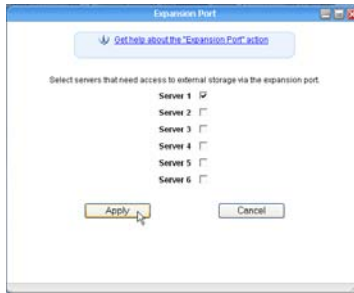 Expansion Port
Get help about the "Expansion Port" action
Select servers that need access to external storage via the expansion port.
Server 1
Server 2
Server 3
Server 4
Server 5
Server 6
Apply Cancel